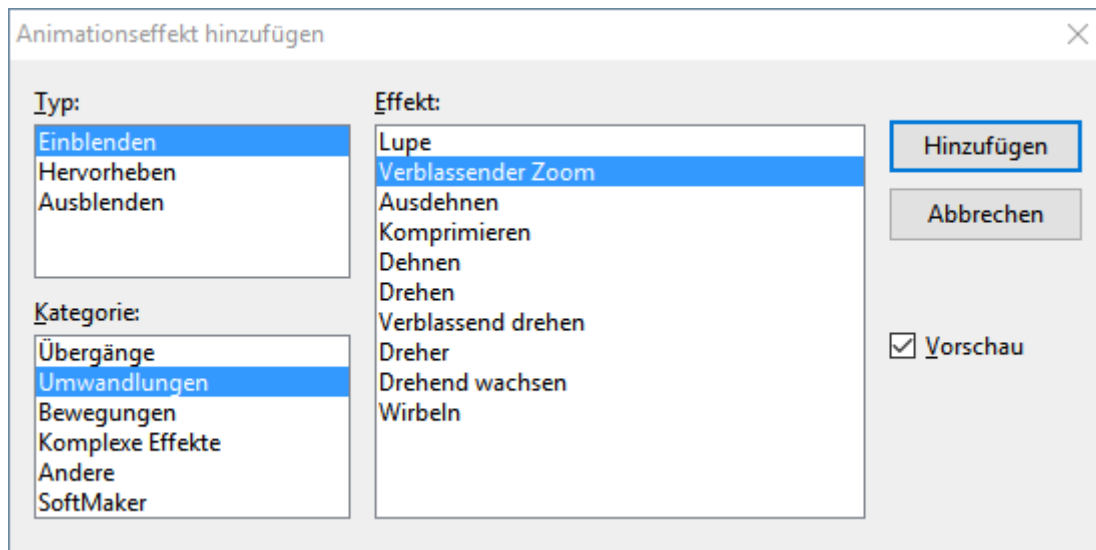 Animationseffekt hinzufügen
Typ:
Einblenden
Hervorheben
Ausblenden
Kategorie:
Übergänge
Umwandlungen
Bewegungen
Komplexe Effekte
Andere
SoftMaker
Effekt:
Lupe
Verblassender Zoom
Ausdehnen
Komprimieren
Dehnen
Drehen
Verblassend drehen
Dreher
Drehend wachsen
Wirbeln
Hinzufügen
Abbrechen
Vorschau